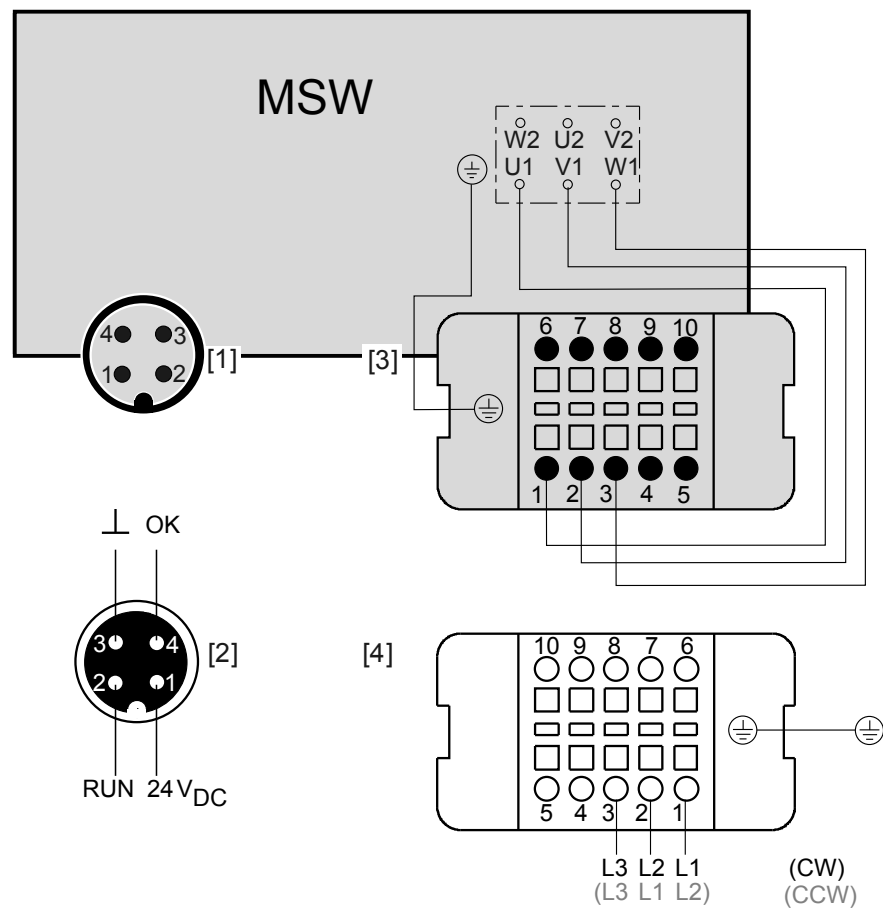 MSW
W2 U2 V2
U1 V1 W1
6 7 8 9 10
4 3 [1] [3]
1 2
1 2 3 4 5
⊥ OK
3 4 [2] [4]
2 1
RUN 24 VDC
10 9 8 7 6
5 4 3 2 1
L3 L2 L1 (CW)
(L3 L1 L2) (CCW)